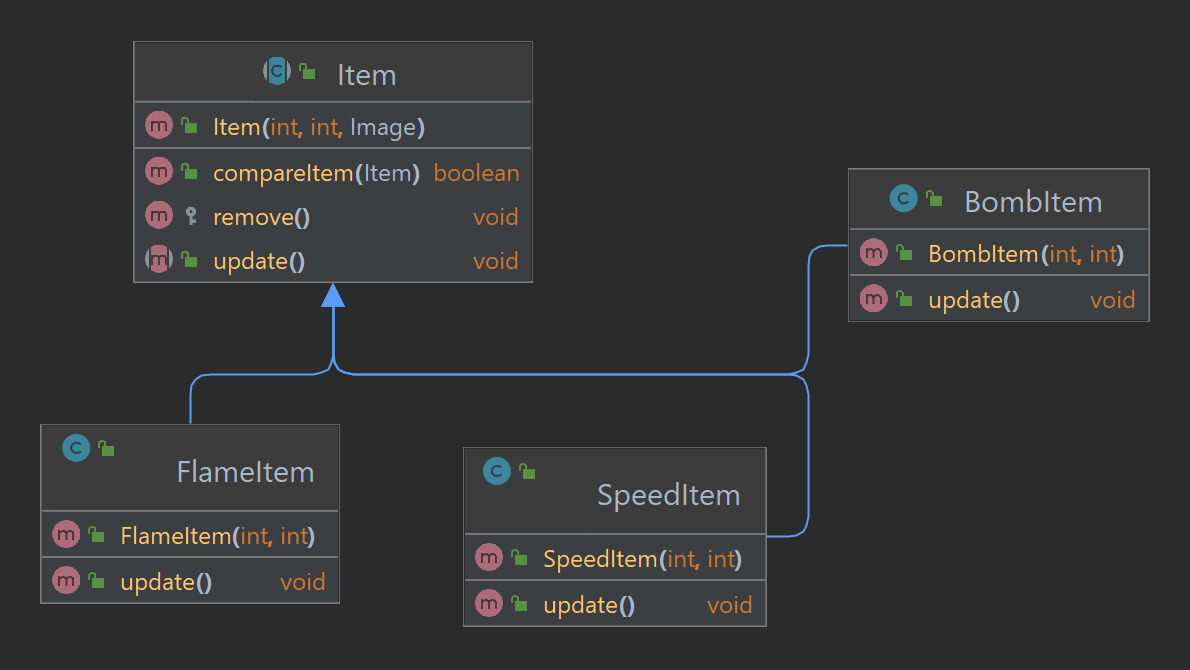 Item
Item(int, int, Image)
compareItem(Item) boolean
remove() void
update() void
BombItem
BombItem(int, int)
update() void
FlameItem
FlameItem(int, int)
update() void
SpeedItem
SpeedItem(int, int)
update() void